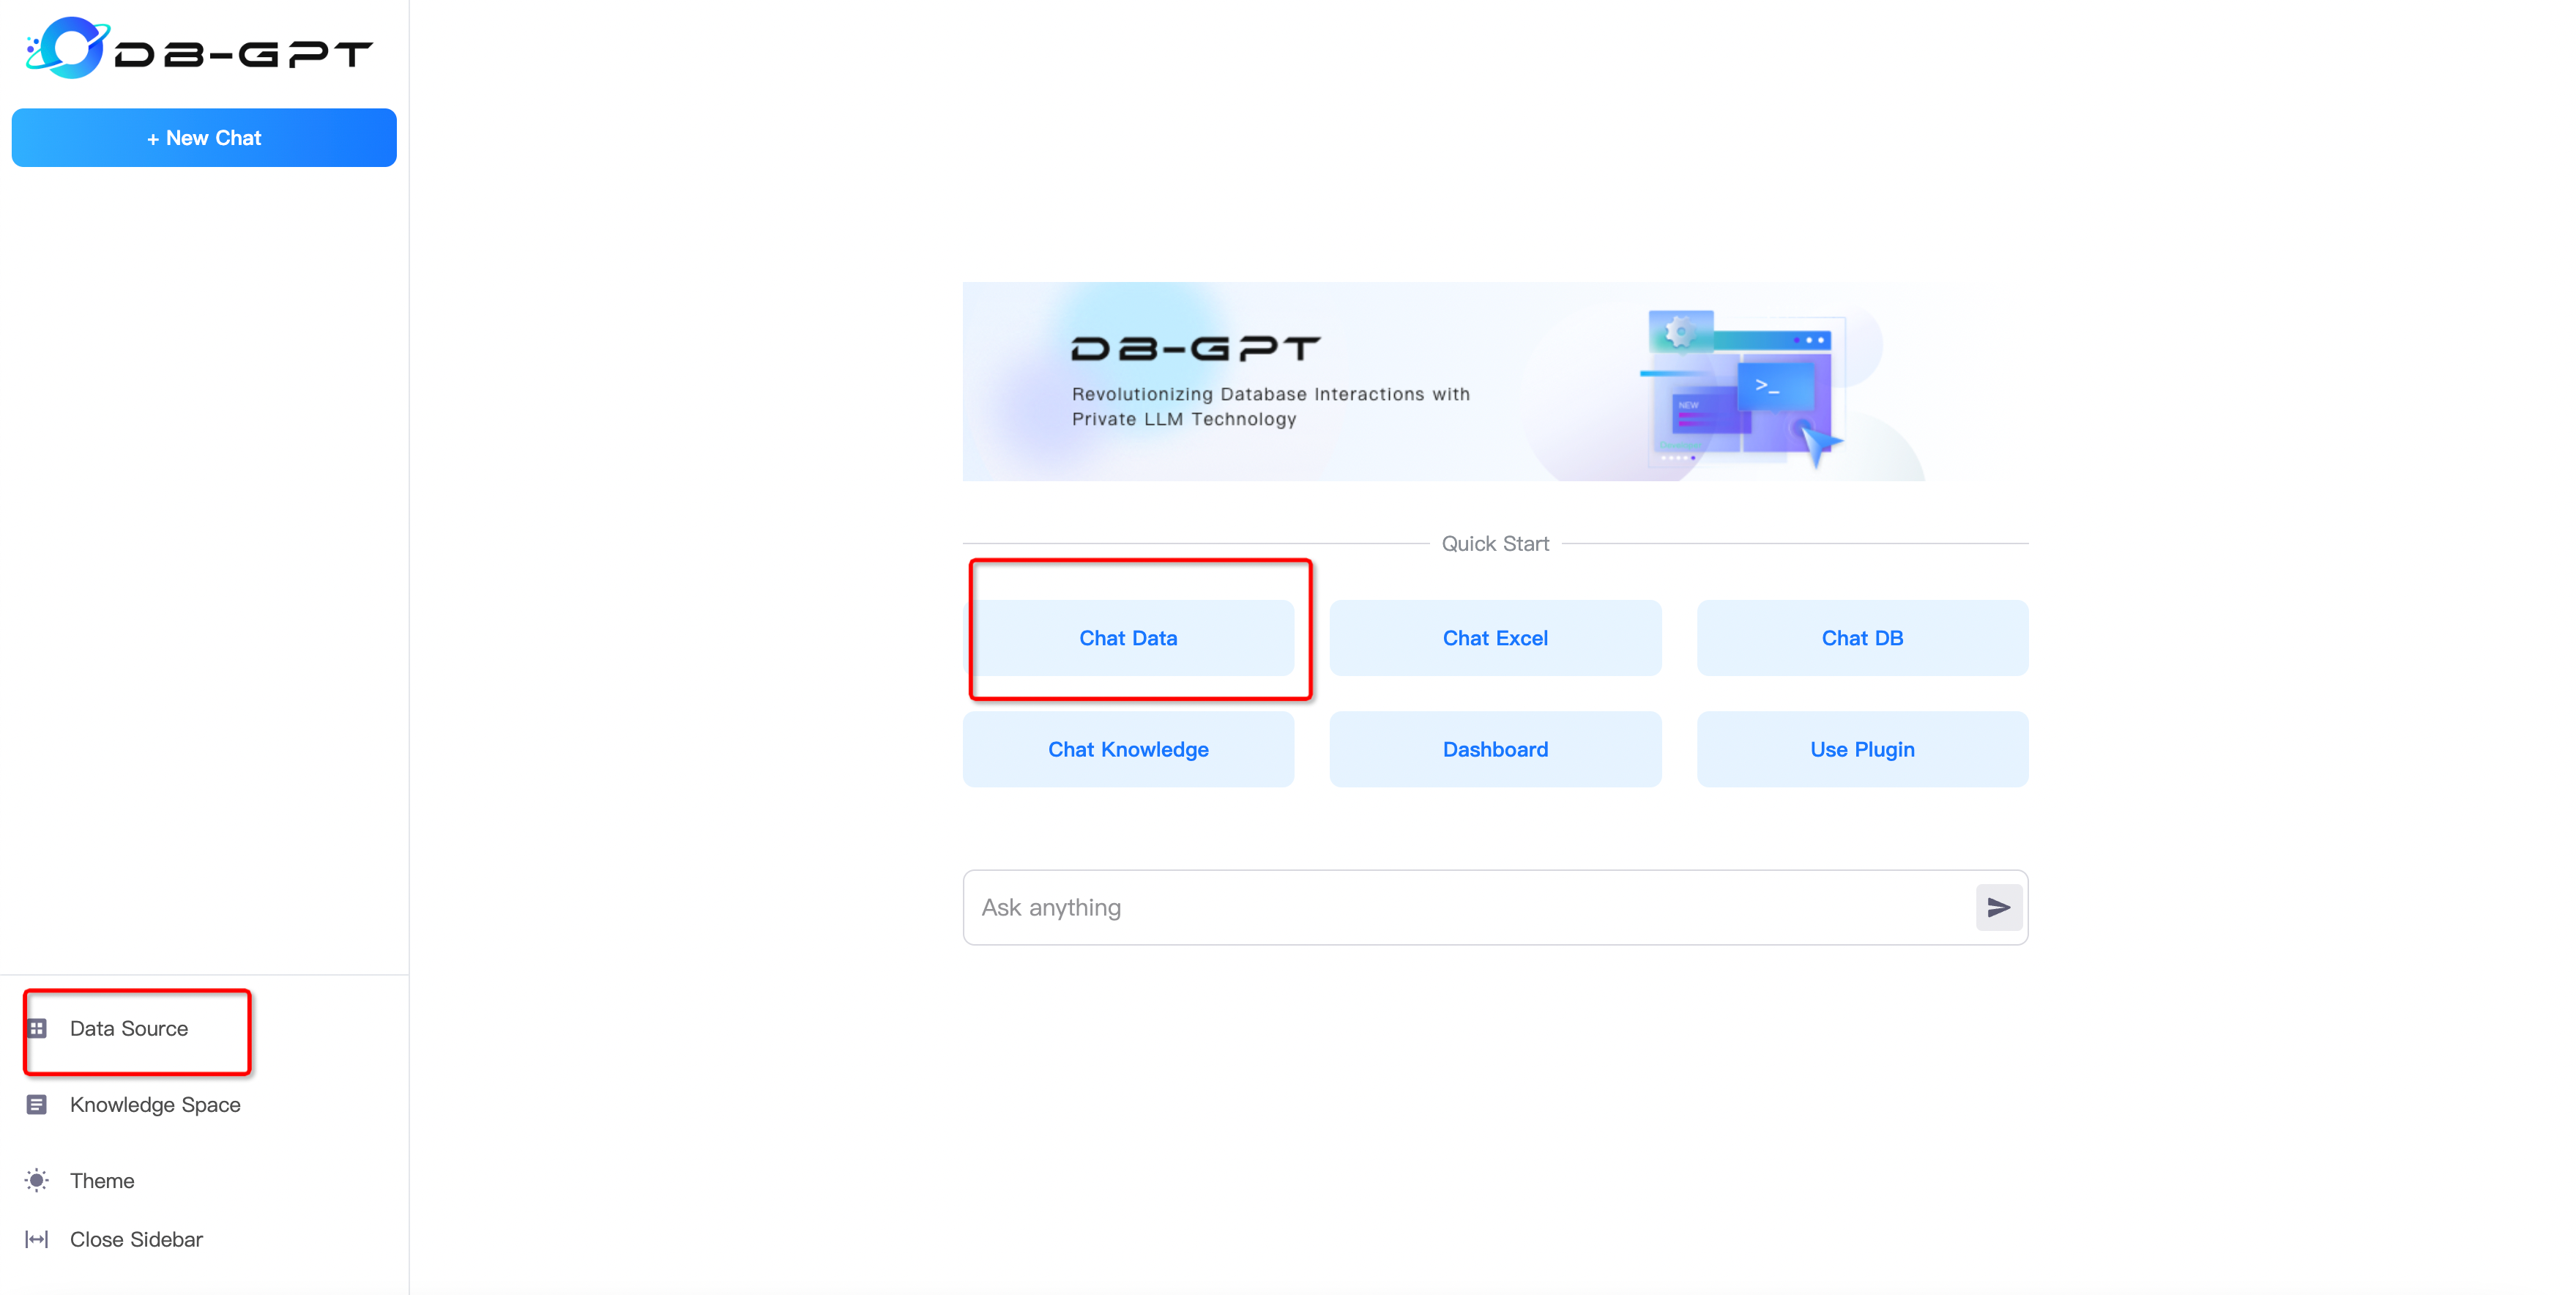 DB-GPT
+ New Chat
DB-GPT
Revolutionizing Database Interactions with
Private LLM Technology
>_
NEW
Quick Start
Chat Data
Chat Excel
Chat DB
Chat Knowledge
Dashboard
Use Plugin
Ask anything
Data Source
Knowledge Space
Theme
Close Sidebar